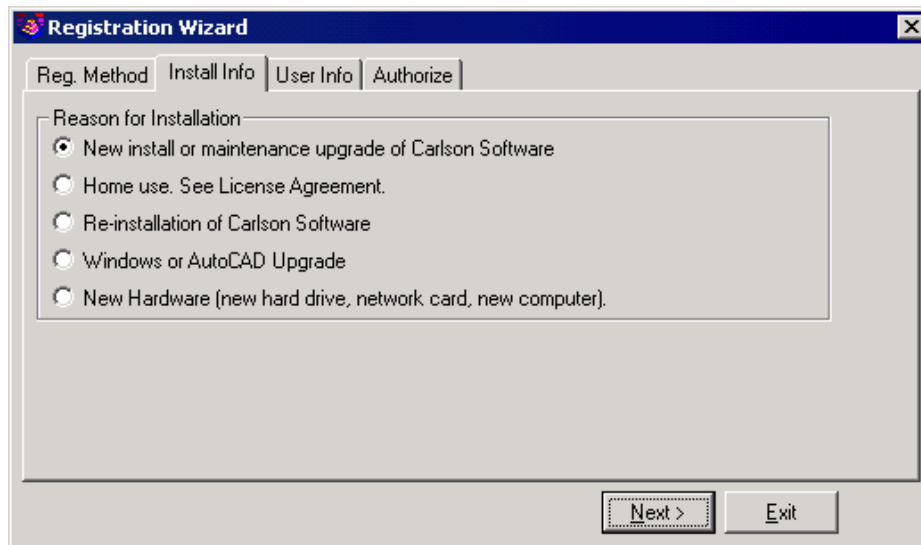 Registration Wizard
Reg. Method Install Info User Info Authorize
Reason for Installation
New install or maintenance upgrade of Carlson Software
Home use. See License Agreement.
Re-installation of Carlson Software
Windows or AutoCAD Upgrade
New Hardware (new hard drive, network card, new computer).
Next > Exit